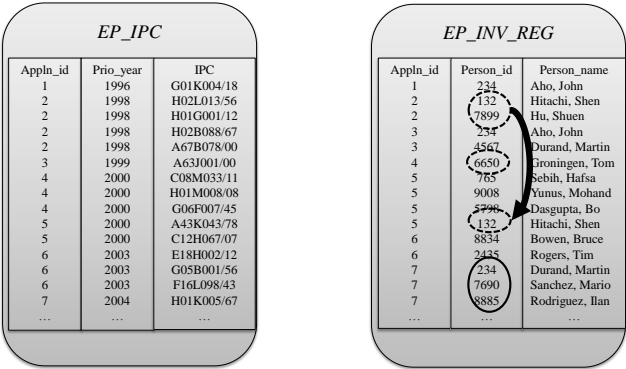 EP_IPC
Appln_id Prio_year IPC
1 1996 G01K004/18
2 1998 H02L013/56
2 1998 H01G001/12
2 1998 H02B088/67
2 1998 A67B078/00
3 1999 A63J001/00
4 2000 C08M033/11
4 2000 H01M008/08
4 2000 G06F007/45
5 2000 A43K043/78
5 2000 C12H067/07
6 2003 E18H002/12
6 2003 G05B001/56
6 2003 F16L098/43
7 2004 H01K005/67
… … …
EP_INV_REG
Appln_id Person_id Person_name
1 234 Aho, John
2 132 Hitachi, Shen
2 7899 Hu, Shuen
3 234 Aho, John
3 4567 Durand, Martin
4 6650 Groningen, Tom
5 765 Sebih, Hafsa
5 9008 Yunus, Mohand
5 5798 Dasgupta, Bo
5 132 Hitachi, Shen
6 8834 Bowen, Bruce
6 2435 Rogers, Tim
7 234 Durand, Martin
7 7690 Sanchez, Mario
7 8885 Rodriguez, Ilan
… … …